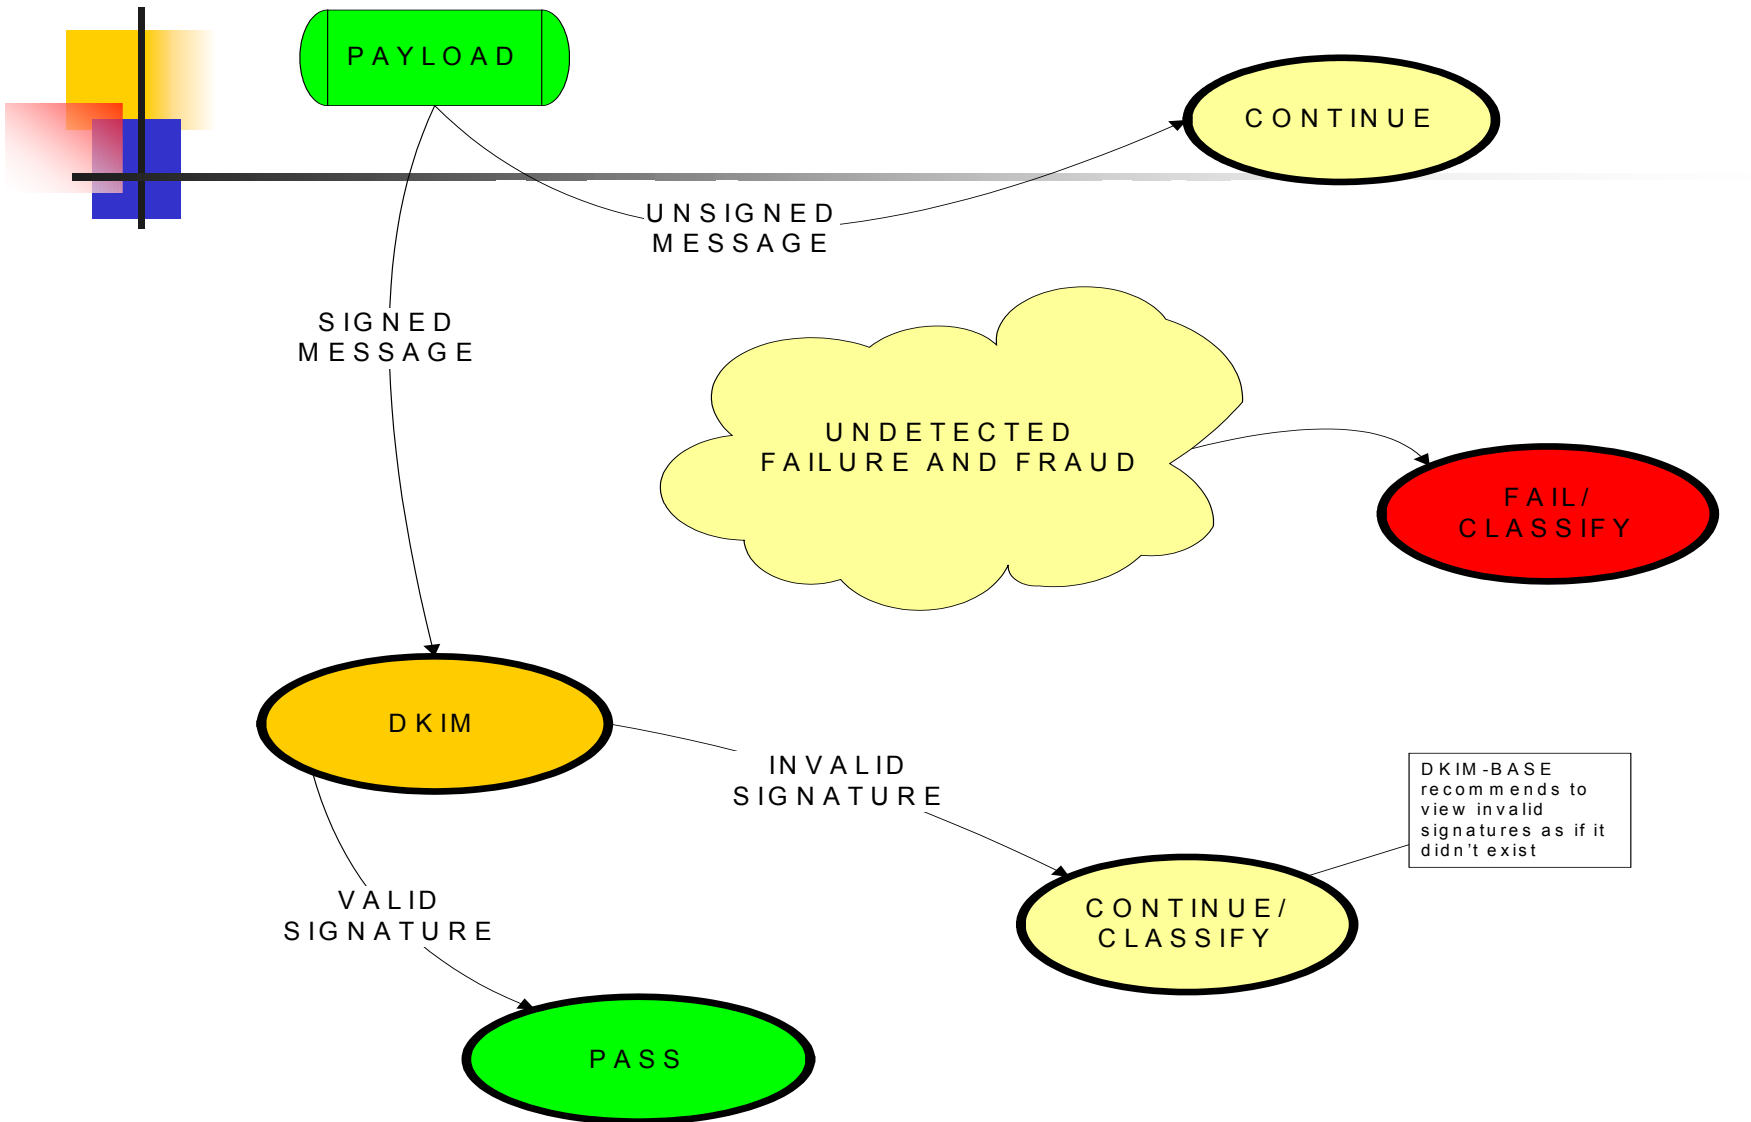 PAYLOAD
CONTINUE
UNSIGNED
MESSAGE
SIGNED
MESSAGE
UNDETECTED
FAILURE AND FRAUD
FAIL/
CLASSIFY
DKIM
INVALID
SIGNATURE
DKIM-BASE
recommends to
view invalid
signatures as if it
didn't exist
VALID
SIGNATURE
CONTINUE/
CLASSIFY
PASS